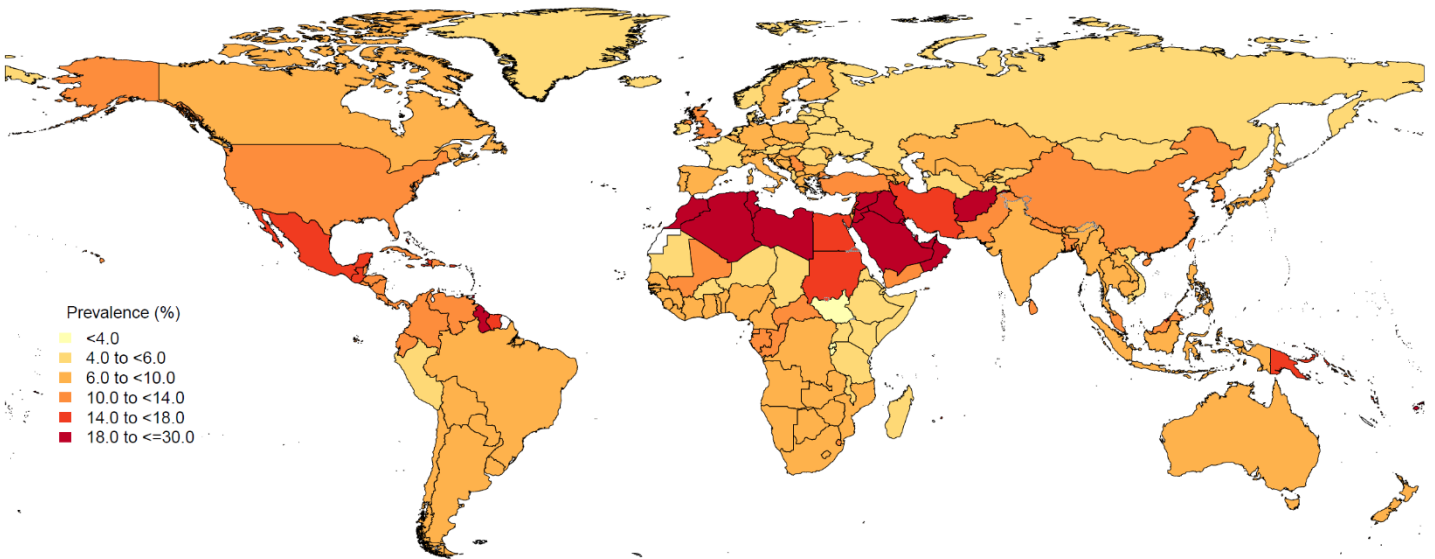 Prevalence (%)
<4.0
4.0 to <6.0
6.0 to <10.0
10.0 to <14.0
14.0 to <18.0
18.0 to <=30.0